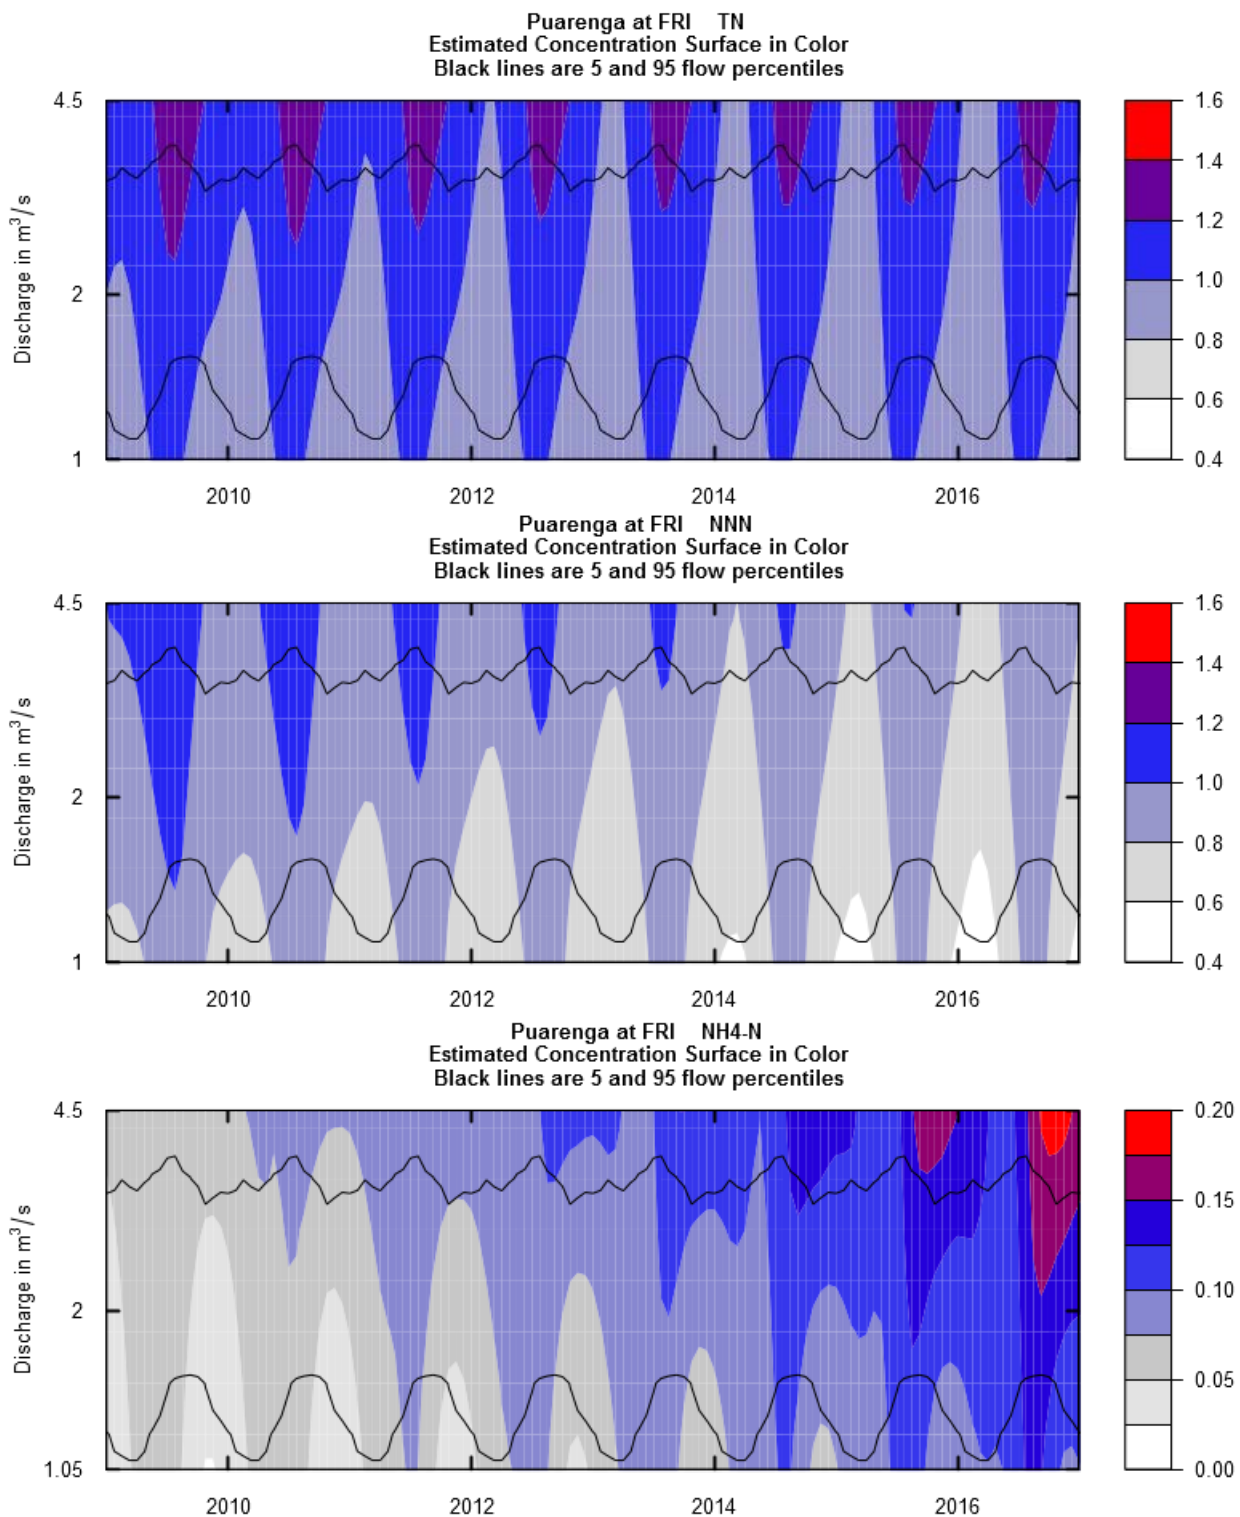 Puarenga at FRI TN
Estimated Concentration Surface in Color
Black lines are 5 and 95 flow percentiles
4.5
2
1
Discharge in m³/s
2010 2012 2014 2016
1.6
1.4
1.2
1.0
0.8
0.6
0.4
Puarenga at FRI NNN
Estimated Concentration Surface in Color
Black lines are 5 and 95 flow percentiles
4.5
2
1
Discharge in m³/s
2010 2012 2014 2016
1.6
1.4
1.2
1.0
0.8
0.6
0.4
Puarenga at FRI NH4-N
Estimated Concentration Surface in Color
Black lines are 5 and 95 flow percentiles
4.5
2
1.05
Discharge in m³/s
2010 2012 2014 2016
0.20
0.15
0.10
0.05
0.00